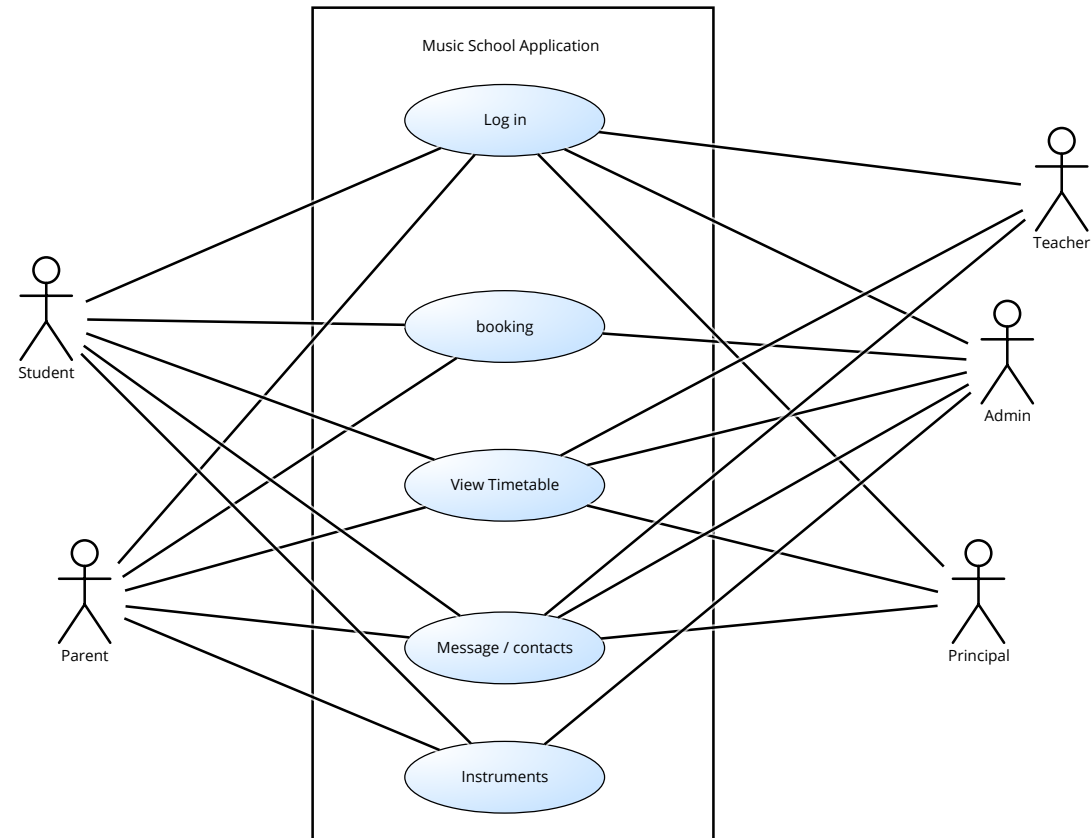 Music School Application
Log in
Teacher
booking
Student
Admin
View Timetable
Message / contacts
Parent
Principal
Instruments